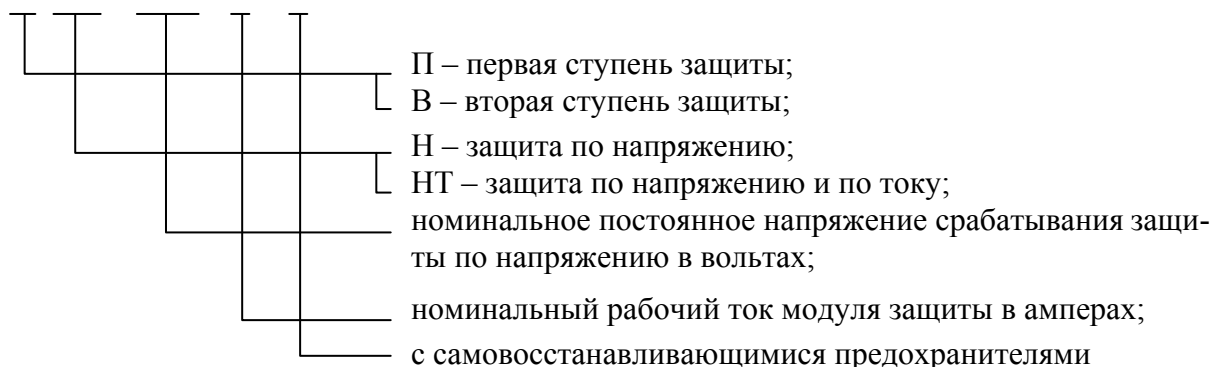 П – первая ступень защиты;
В – вторая ступень защиты;
Н – защита по напряжению;
НТ – защита по напряжению и по току;
номинальное постоянное напряжение срабатывания защи-
ты по напряжению в вольтах;
номинальный рабочий ток модуля защиты в амперах;
с самовосстанавливающимися предохранителями